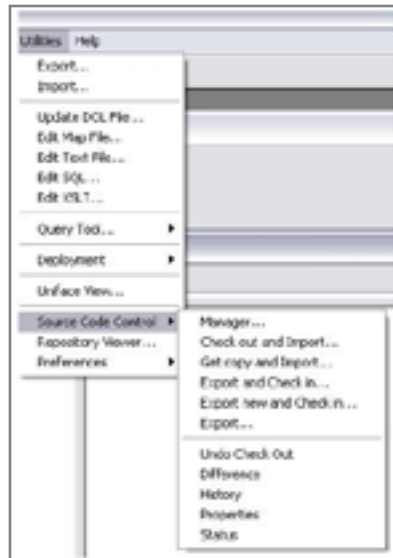 Utilities Help
Export...
Import...
Update DOL File...
Edit Map File...
Edit Text File...
Edit SQL...
Edit XSLT...
Query Tool...
Deployment
Uniface View...
Source Code Control
Repository Viewer...
Preferences
Manager...
Check out and Import...
Get copy and Import...
Export and Check in...
Export new and Check in...
Export...
Undo Check Out
Difference
History
Properties
Status